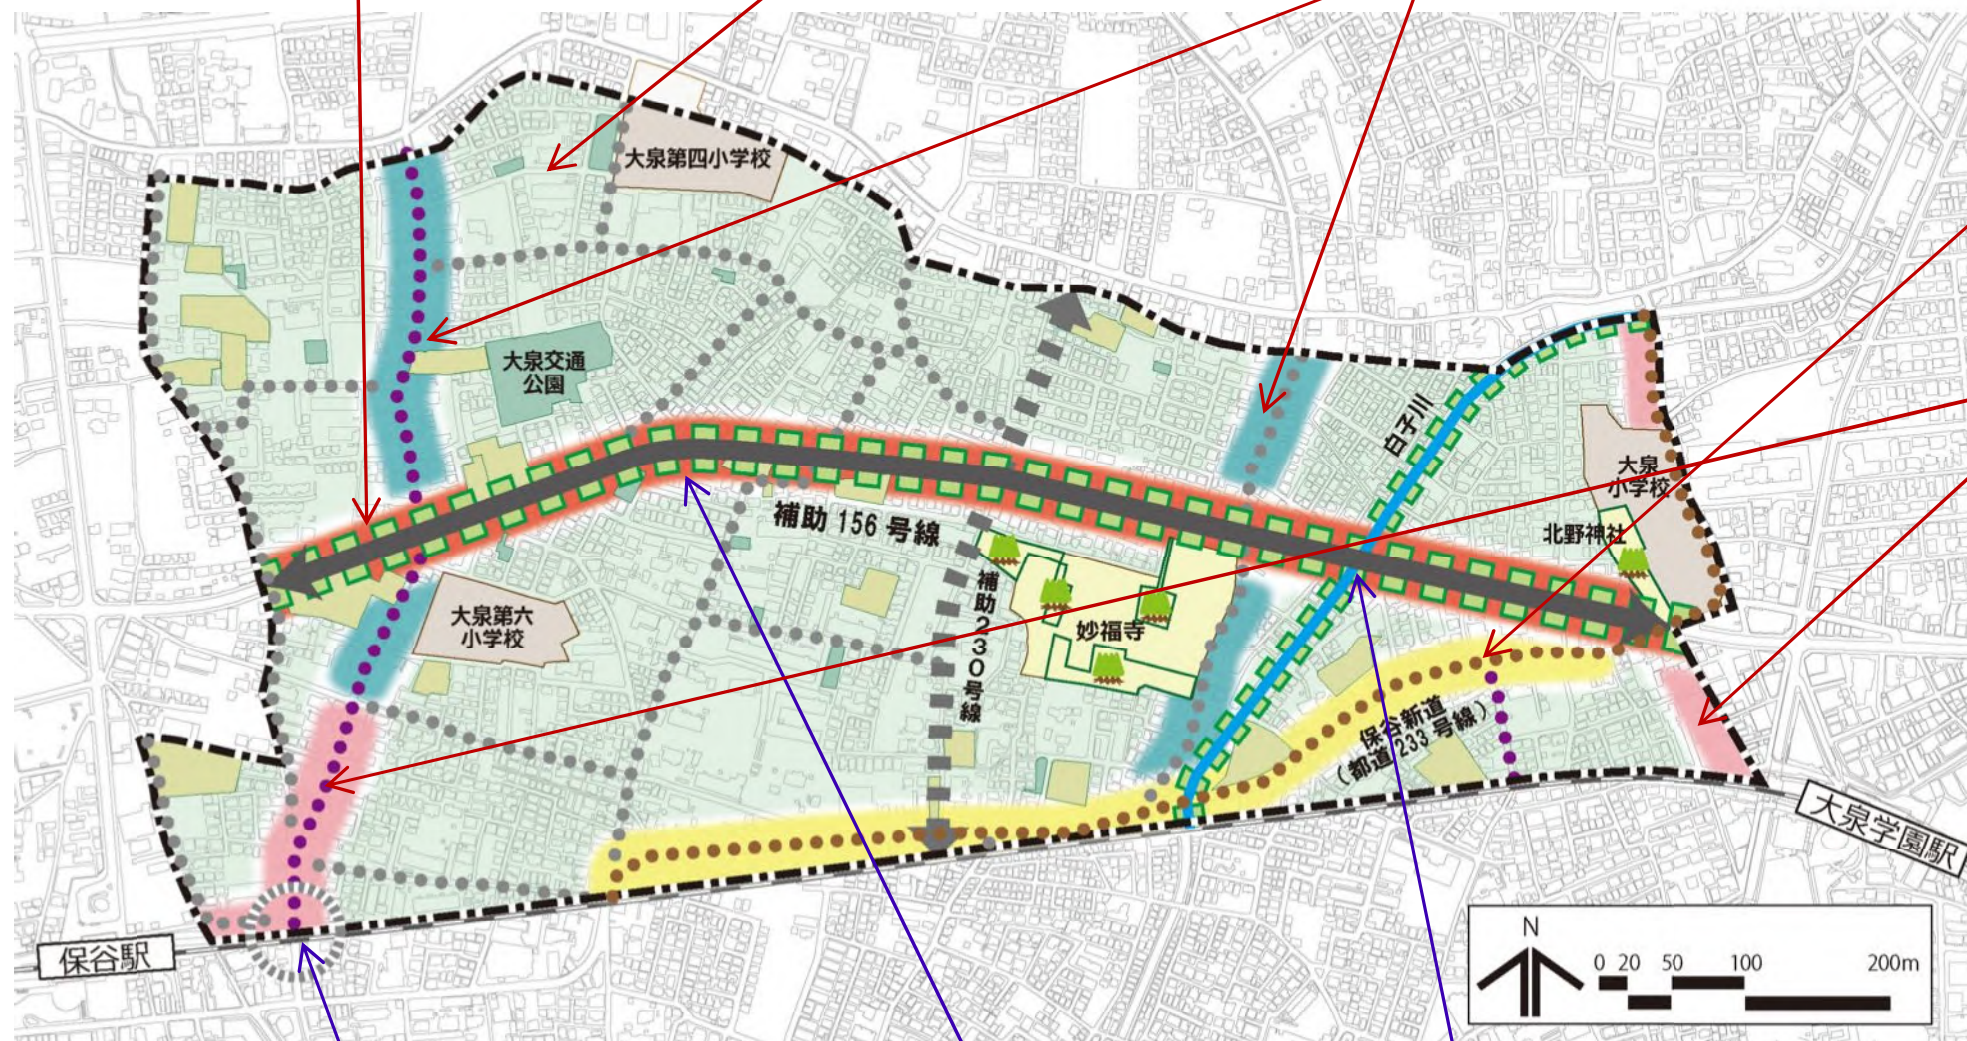 大泉第四小学校
大泉交通
公園
白子川
大泉
小学校
北野神社
補助 156 号線
補助230号線
妙福寺
大泉第六
小学校
保谷新道
(都道 233 号線)
大泉学園駅
保谷駅
N
0 20 50 100 200m